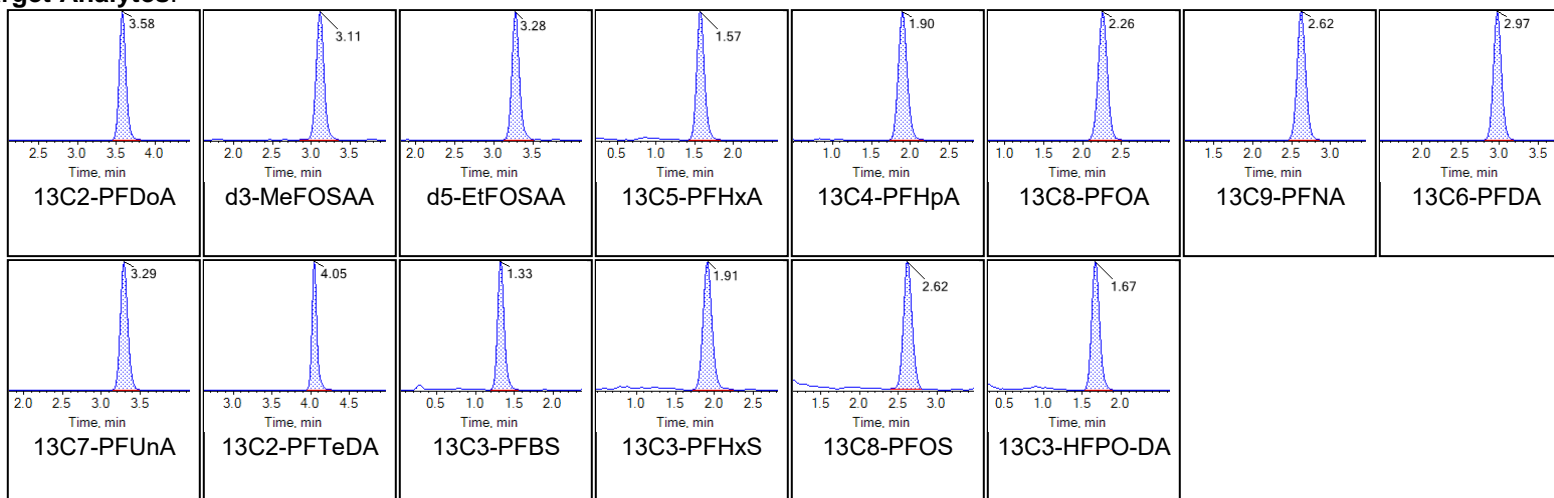 rget Analytes:
3.58
2.5 3.0 3.5 4.0
Time, min
13C2-PFDoA
3.11
2.0 2.5 3.0 3.5
Time, min
d3-MeFOSAA
3.28
2.0 2.5 3.0 3.5
Time, min
d5-EtFOSAA
1.57
0.5 1.0 1.5 2.0
Time, min
13C5-PFHxA
1.90
1.0 1.5 2.0 2.5
Time, min
13C4-PFHpA
2.26
1.0 1.5 2.0 2.5
Time, min
13C8-PFOA
2.62
1.5 2.0 2.5 3.0
Time, min
13C9-PFNA
2.97
2.0 2.5 3.0 3.5
Time, min
13C6-PFDA
3.29
2.0 2.5 3.0 3.5
Time, min
13C7-PFUnA
4.05
3.0 3.5 4.0 4.5
Time, min
13C2-PFTeDA
1.33
0.5 1.0 1.5 2.0
Time, min
13C3-PFBS
1.91
1.0 1.5 2.0 2.5
Time, min
13C3-PFHxS
2.62
1.5 2.0 2.5 3.0
Time, min
13C8-PFOS
1.67
0.5 1.0 1.5 2.0
Time, min
13C3-HFPO-DA